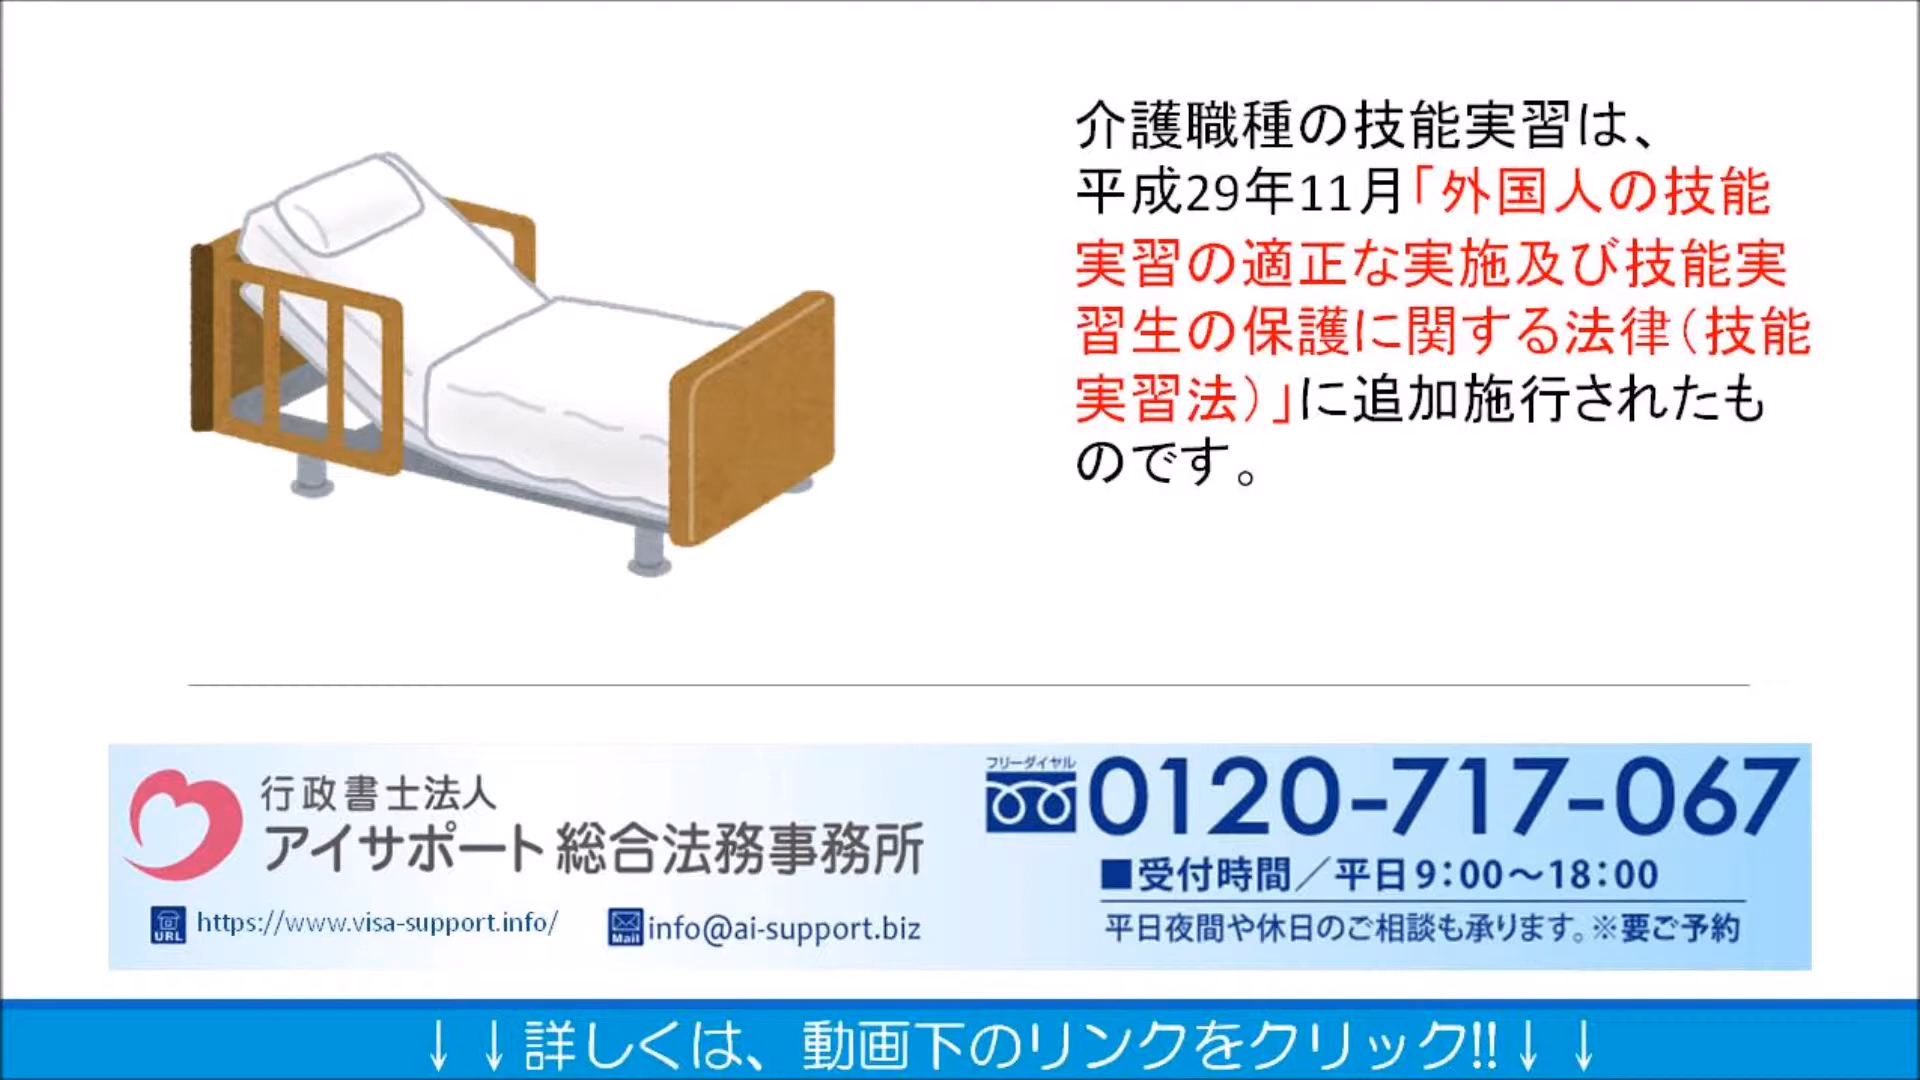 介護職種の技能実習は、
平成29年11月「外国人の技能
実習の適正な実施及び技能実
習生の保護に関する法律（技能
実習法）」に追加施行されたも
のです。
行政書士法人
アイサポート総合法務事務所
URL https://www.visa-support.info/
Mail info@ai-support.biz
フリーダイヤル
0120-717-067
■受付時間／平日9：00～18：00
平日夜間や休日のご相談も承ります。※要ご予約
↓↓詳しくは、動画下のリンクをクリック!!↓↓